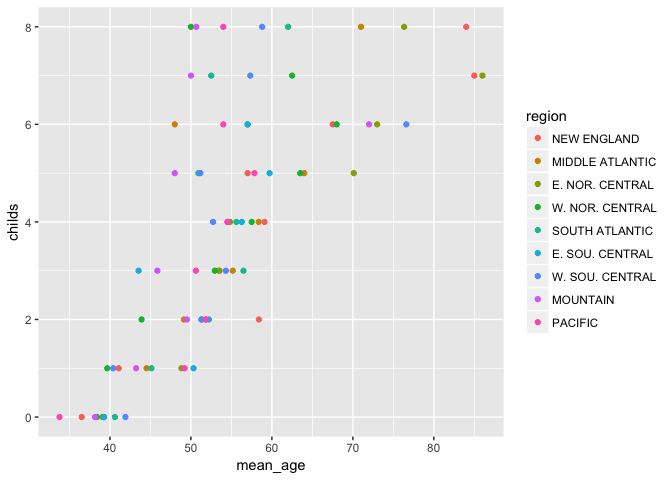 8
6
4
2
0
childs
40
50
60
70
80
mean_age
region
NEW ENGLAND
MIDDLE ATLANTIC
E. NOR. CENTRAL
W. NOR. CENTRAL
SOUTH ATLANTIC
E. SOU. CENTRAL
W. SOU. CENTRAL
MOUNTAIN
PACIFIC